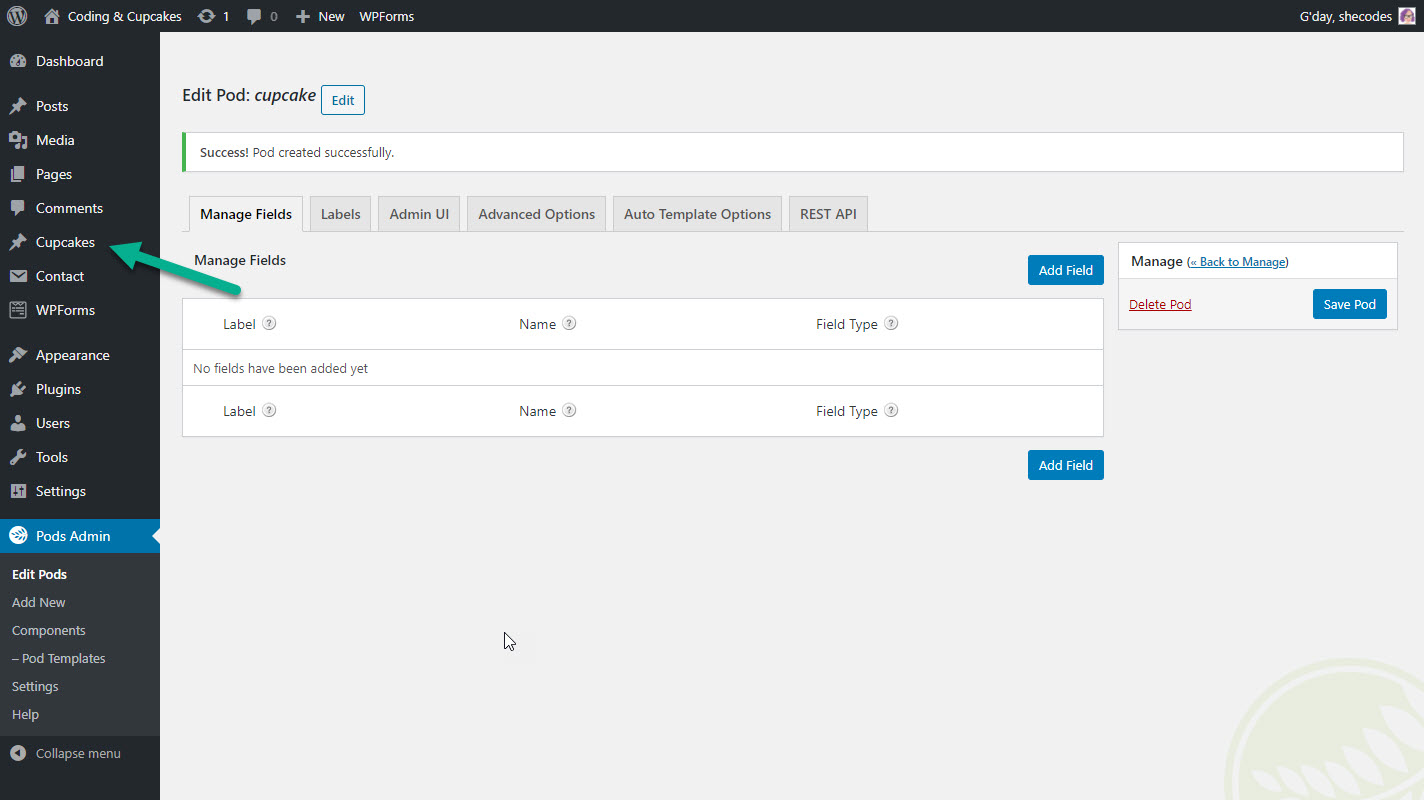 Coding & Cupcakes 1 0 New WPForms G'day, shecodes
Dashboard
Posts
Media
Pages
Comments
Cupcakes
Contact
WPForms
Appearance
Plugins
Users
Tools
Settings
Pods Admin
Edit Pods
Add New
Components
– Pod Templates
Settings
Help
Collapse menu
Edit Pod: cupcake Edit
Success! Pod created successfully.
Manage Fields Labels Admin UI Advanced Options Auto Template Options REST API
Manage Fields Add Field
Label ? Name ? Field Type ?
No fields have been added yet
Label ? Name ? Field Type ?
Add Field
Manage (« Back to Manage)
Delete Pod Save Pod